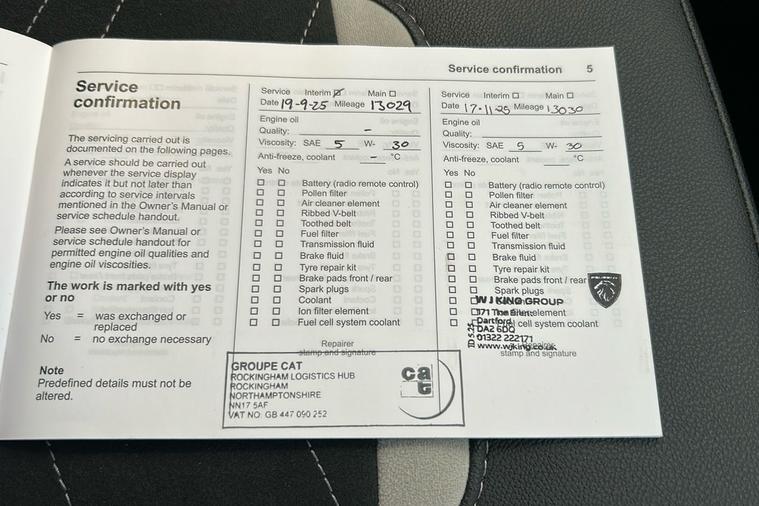 Service confirmation 5
Service
confirmation
The servicing carried out is
documented on the following pages.
A service should be carried out
whenever the service display
indicates it but not later than
according to service intervals
mentioned in the Owner's Manual or
service schedule handout.
Please see Owner's Manual or
service schedule handout for
permitted engine oil qualities and
engine oil viscosities.
The work is marked with yes
or no
Yes = was exchanged or
replaced
No = no exchange necessary
Note
Predefined details must not be
altered.
Service Interim Main
Date 19-9-25 Mileage 13029
Engine oil
Quality: -
Viscosity: SAE 5 W- 30
Anti-freeze, coolant - °C
Yes No
Battery (radio remote control)
Pollen filter
Air cleaner element
Ribbed V-belt
Toothed belt
Fuel filter
Transmission fluid
Brake fluid
Tyre repair kit
Brake pads front / rear
Spark plugs
Coolant
Ion filter element
Fuel cell system coolant
Repairer
stamp and signature
GROUPE CAT
ROCKINGHAM LOGISTICS HUB
ROCKINGHAM
NORTHAMPTONSHIRE
NN17 5AF
VAT NO: GB 447 090 252
cat
Service Interim Main
Date 17-11-25 Mileage 13030
Engine oil
Quality:
Viscosity: SAE 5 W- 30
Anti-freeze, coolant °C
Yes No
Battery (radio remote control)
Pollen filter
Air cleaner element
Ribbed V-belt
Toothed belt
Fuel filter
Transmission fluid
Brake fluid
Tyre repair kit
Brake pads front / rear
Spark plugs
W J KING GROUP
171 The Brent
Dartford
DA2 6DQ
01322 222171
www.wjking.co.uk
element
cell system coolant
stamp and signature